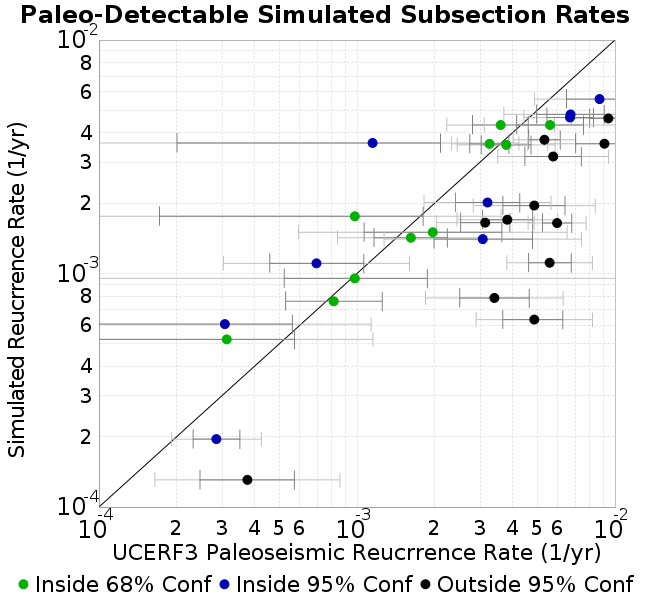 Paleo-Detectable Simulated Subsection Rates
10-2
8
6
4
3
2
10-3
8
6
4
3
2
10-4
Simulated Reucrrence Rate (1/yr)
10-4 2 3 4 5 6 10-3 2 3 4 5 6 10-2
UCERF3 Paleoseismic Reucrrence Rate (1/yr)
Inside 68% Conf Inside 95% Conf Outside 95% Conf